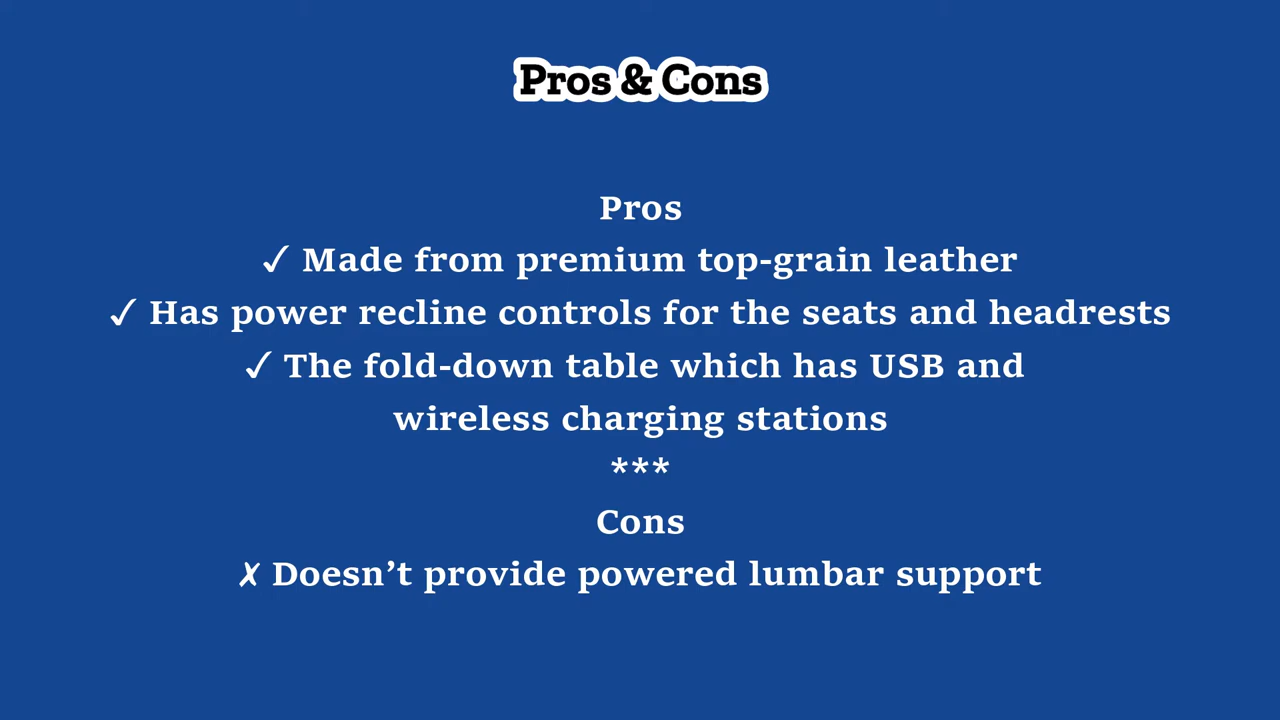 Pros & Cons
Pros
✓ Made from premium top-grain leather
✓ Has power recline controls for the seats and headrests
✓ The fold-down table which has USB and
wireless charging stations
***
Cons
✗ Doesn’t provide powered lumbar support